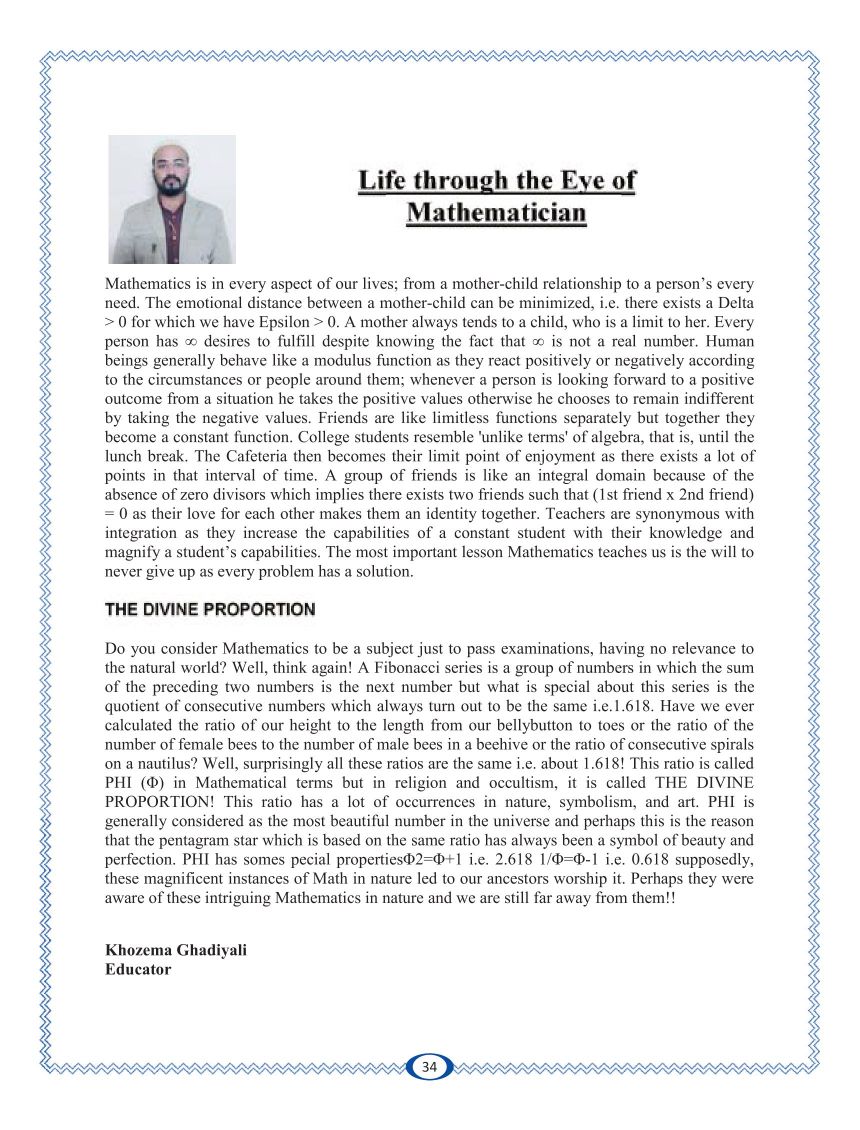 Life through the Eye of
Mathematician
Mathematics is in every aspect of our lives; from a mother-child relationship to a person’s every
need. The emotional distance between a mother-child can be minimized, i.e. there exists a Delta
> 0 for which we have Epsilon > 0. A mother always tends to a child, who is a limit to her. Every
person has ∞ desires to fulfill despite knowing the fact that ∞ is not a real number. Human
beings generally behave like a modulus function as they react positively or negatively according
to the circumstances or people around them; whenever a person is looking forward to a positive
outcome from a situation he takes the positive values otherwise he chooses to remain indifferent
by taking the negative values. Friends are like limitless functions separately but together they
become a constant function. College students resemble 'unlike terms' of algebra, that is, until the
lunch break. The Cafeteria then becomes their limit point of enjoyment as there exists a lot of
points in that interval of time. A group of friends is like an integral domain because of the
absence of zero divisors which implies there exists two friends such that (1st friend x 2nd friend)
= 0 as their love for each other makes them an identity together. Teachers are synonymous with
integration as they increase the capabilities of a constant student with their knowledge and
magnify a student’s capabilities. The most important lesson Mathematics teaches us is the will to
never give up as every problem has a solution.
THE DIVINE PROPORTION
Do you consider Mathematics to be a subject just to pass examinations, having no relevance to
the natural world? Well, think again! A Fibonacci series is a group of numbers in which the sum
of the preceding two numbers is the next number but what is special about this series is the
quotient of consecutive numbers which always turn out to be the same i.e.1.618. Have we ever
calculated the ratio of our height to the length from our bellybutton to toes or the ratio of the
number of female bees to the number of male bees in a beehive or the ratio of consecutive spirals
on a nautilus? Well, surprisingly all these ratios are the same i.e. about 1.618! This ratio is called
PHI (Φ) in Mathematical terms but in religion and occultism, it is called THE DIVINE
PROPORTION! This ratio has a lot of occurrences in nature, symbolism, and art. PHI is
generally considered as the most beautiful number in the universe and perhaps this is the reason
that the pentagram star which is based on the same ratio has always been a symbol of beauty and
perfection. PHI has somes pecial propertiesΦ2=Φ+1 i.e. 2.618 1/Φ=Φ-1 i.e. 0.618 supposedly,
these magnificent instances of Math in nature led to our ancestors worship it. Perhaps they were
aware of these intriguing Mathematics in nature and we are still far away from them!!
Khozema Ghadiyali
Educator
34